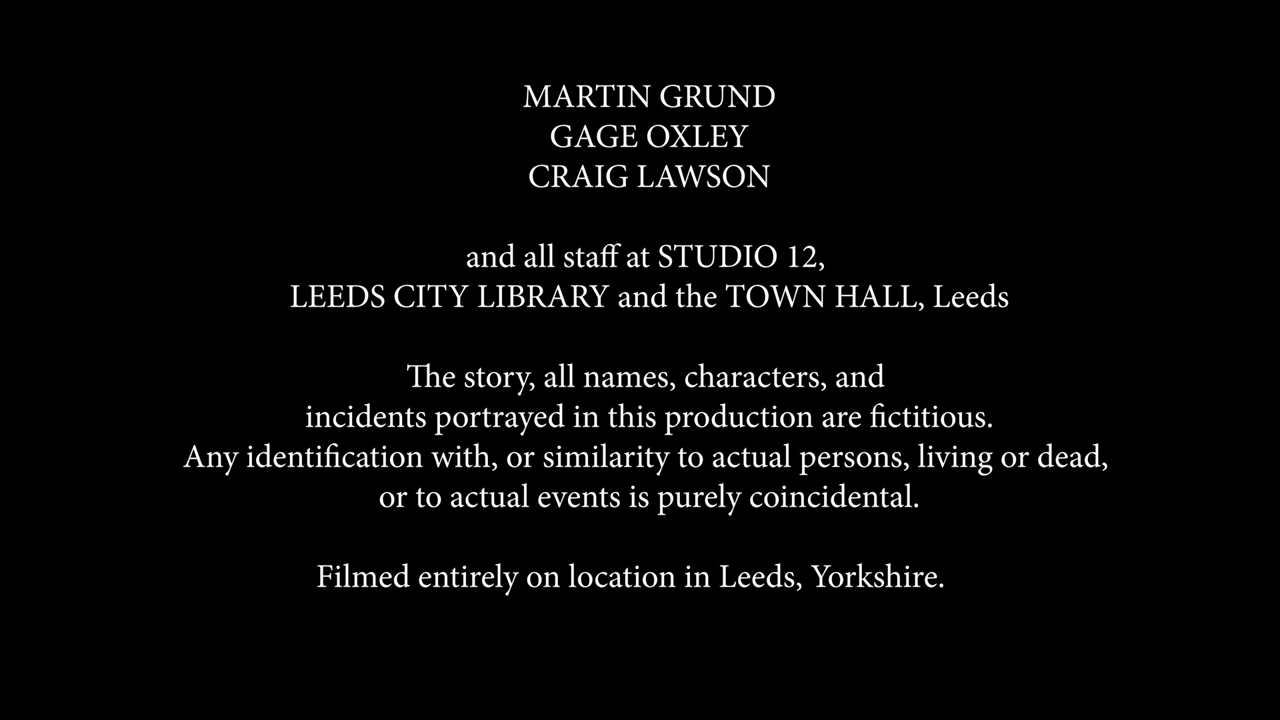 MARTIN GRUND
GAGE OXLEY
CRAIG LAWSON
and all staff at STUDIO 12,
LEEDS CITY LIBRARY and the TOWN HALL, Leeds
The story, all names, characters, and
incidents portrayed in this production are fictitious.
Any identification with, or similarity to actual persons, living or dead,
or to actual events is purely coincidental.
Filmed entirely on location in Leeds, Yorkshire.